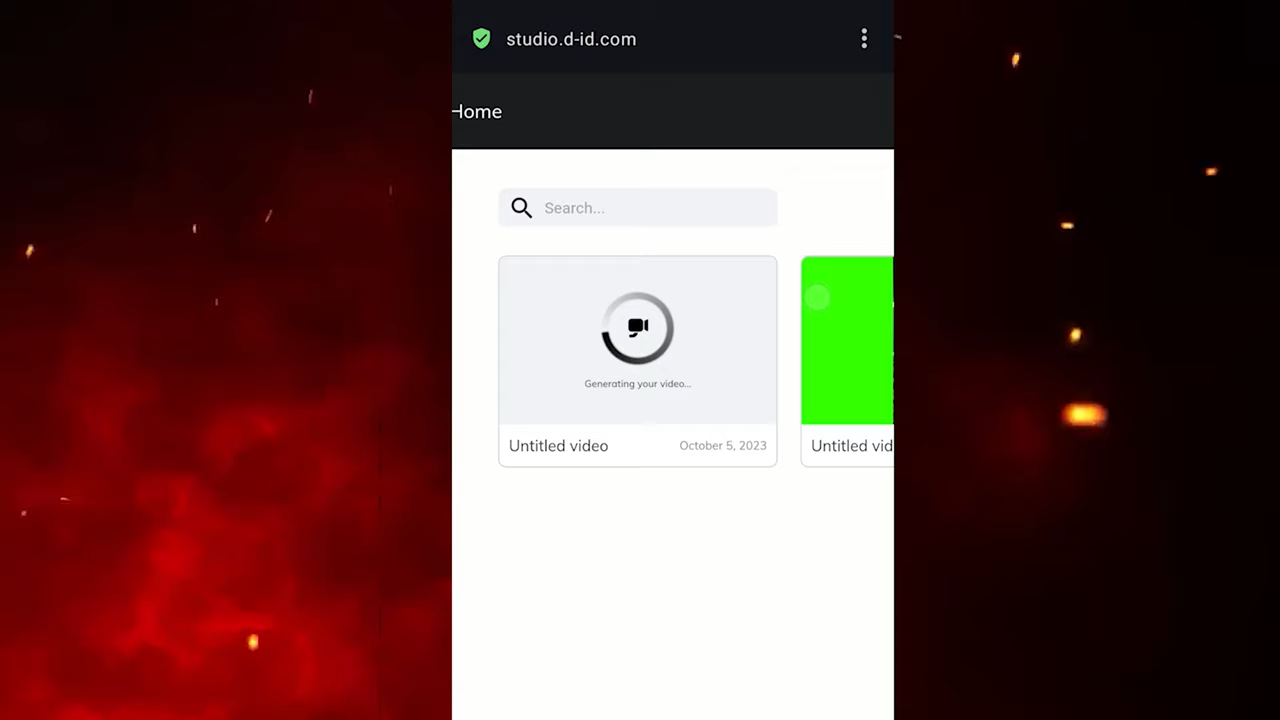 studio.d-id.com
Home
Search...
Generating your video...
Untitled video
October 5, 2023
Untitled vid